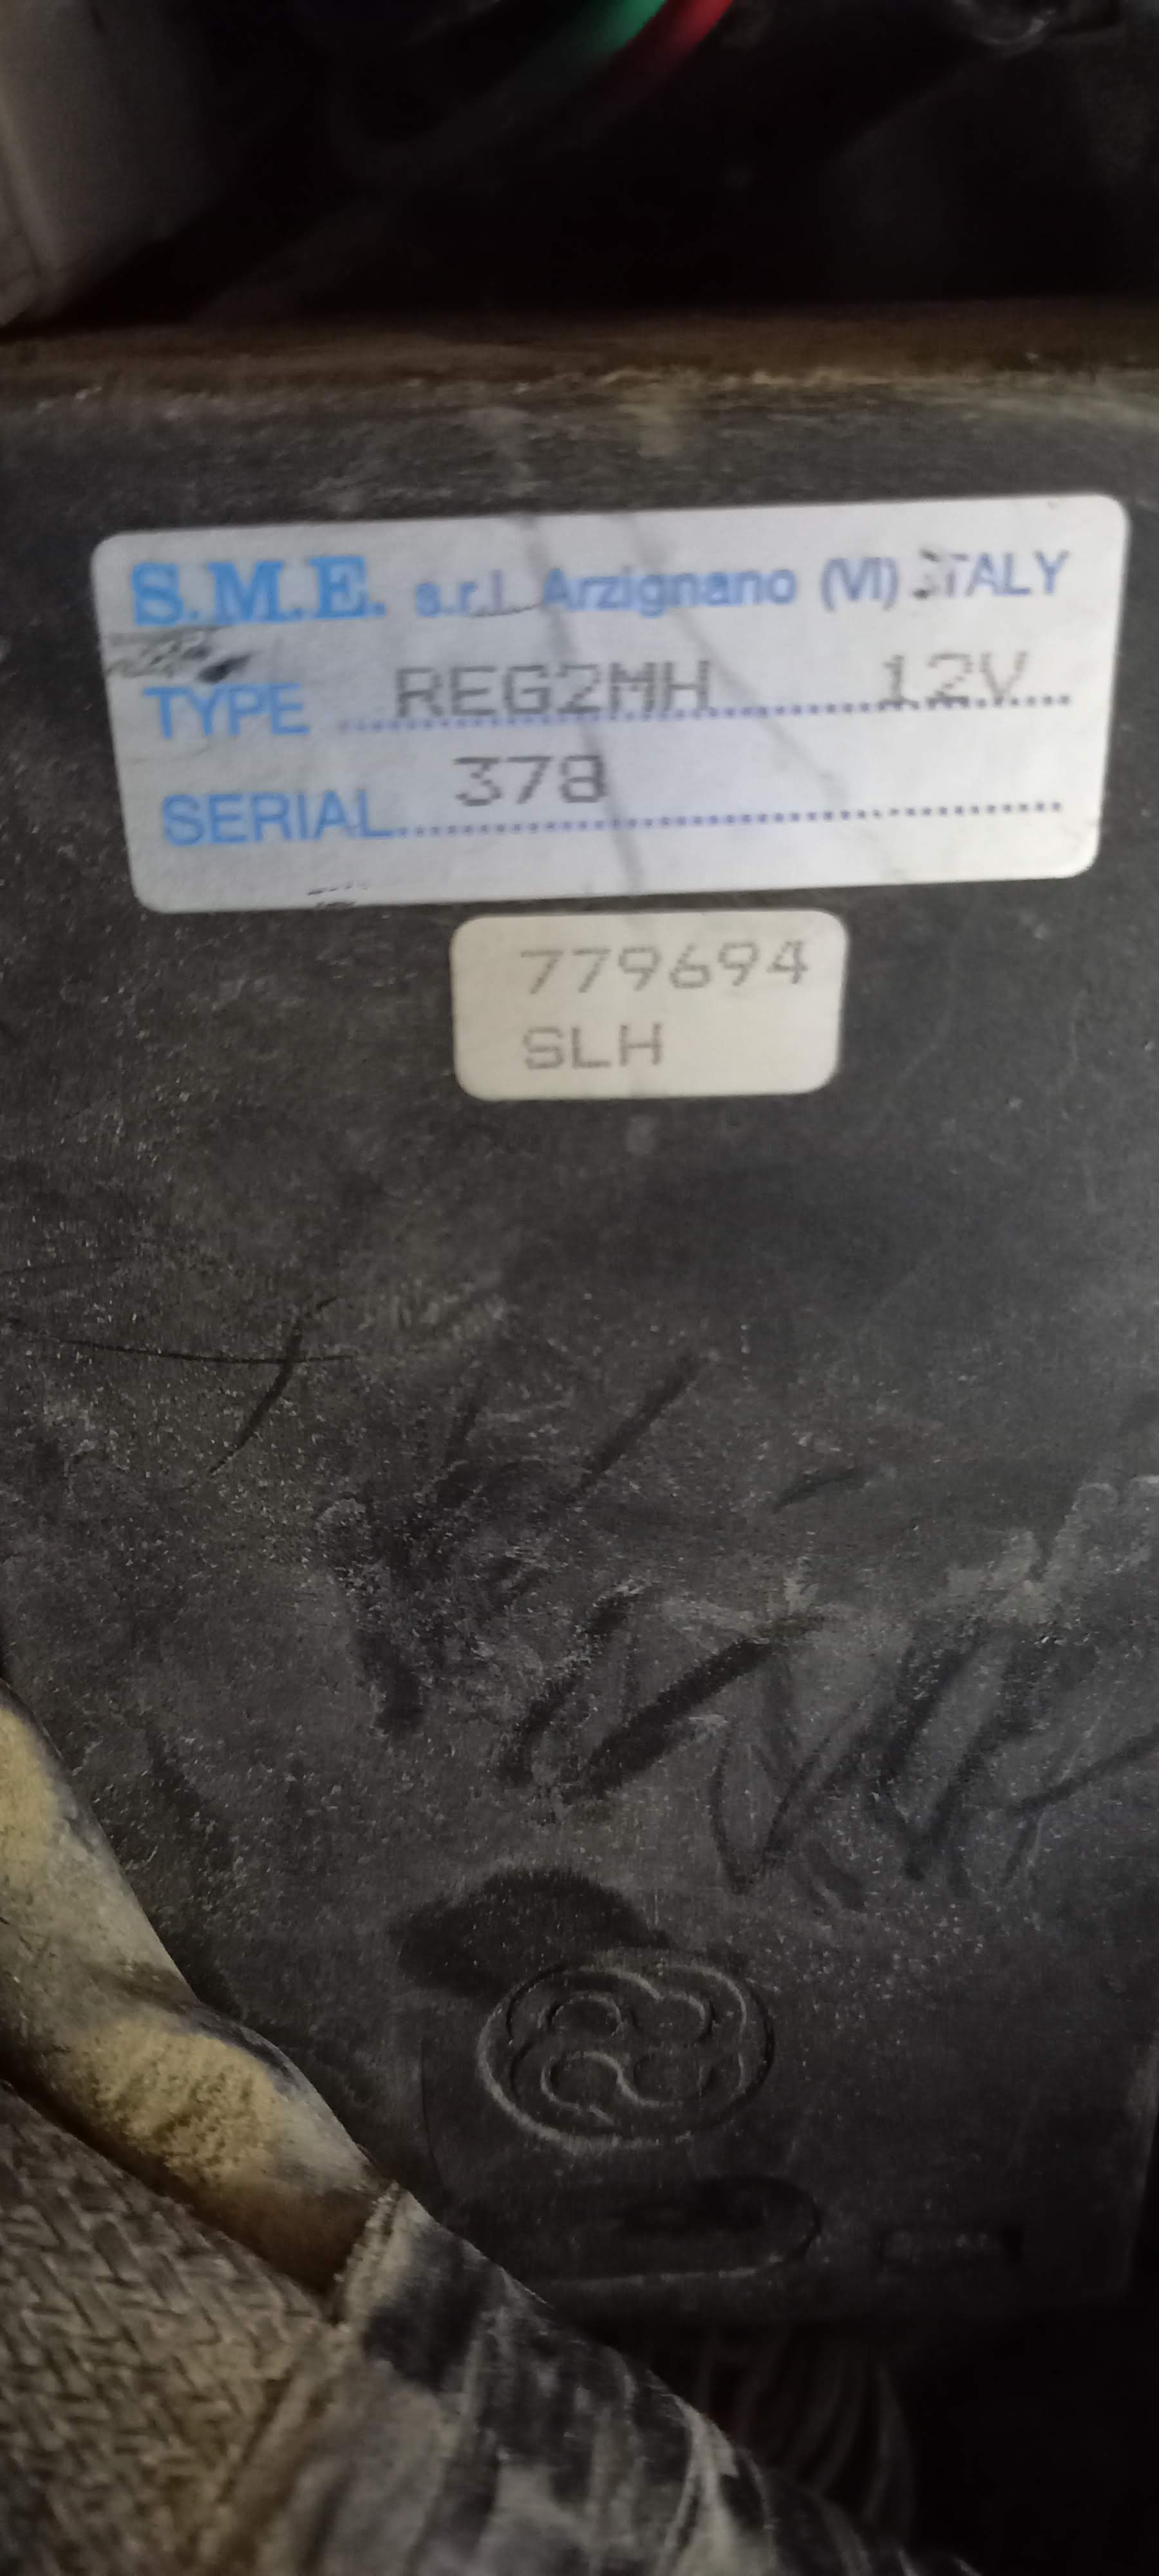 S.M.E. s.r.l. Arzignano (VI) ITALY
TYPE REG2MH 12V
SERIAL 378
779694
SLH